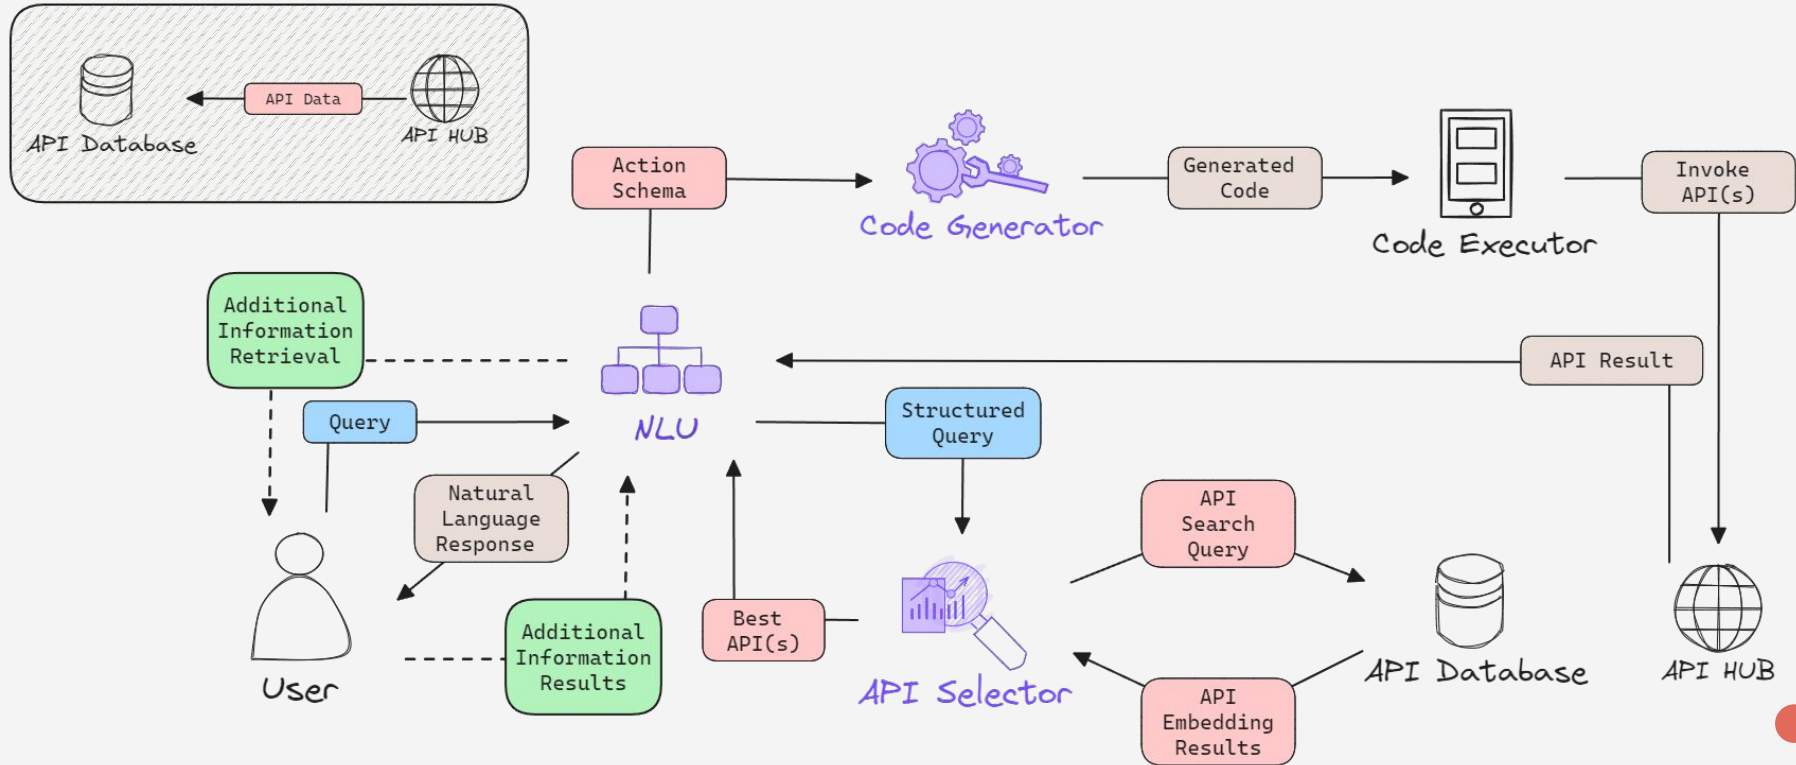 API Data
API Database
API HUB
Action
Schema
Code Generator
Generated
Code
Code Executor
Invoke
API(s)
Additional
Information
Retrieval
Query
NLU
Structured
Query
API Result
Natural
Language
Response
User
Additional
Information
Results
Best
API(s)
API Selector
API
Search
Query
API
Embedding
Results
API Database
API HUB